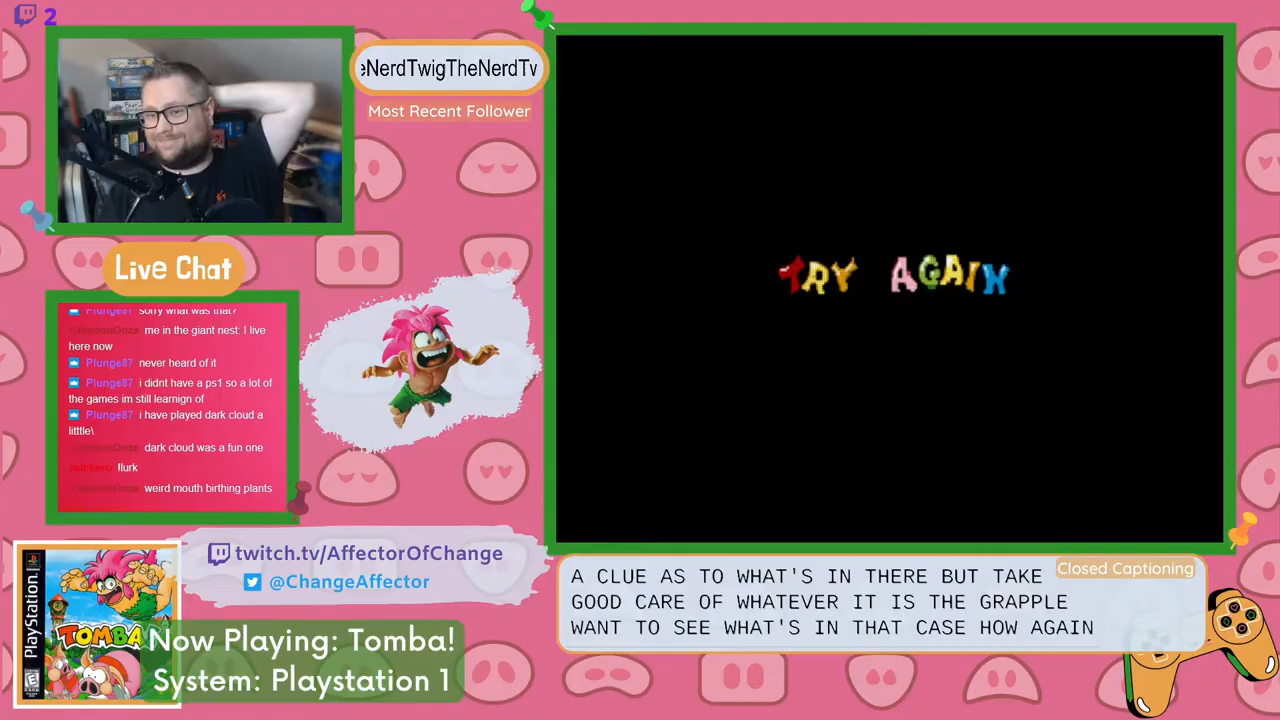 2
eNerdTwigTheNerdTv
Most Recent Follower
TRY AGAIN
Live Chat
Plunge87 sorry what was that?
me in the giant nest: I live
here now
Plunge87 never heard of it
Plunge87 i didnt have a ps1 so a lot of
the games im still learnign of
Plunge87 i have played dark cloud a
litttle\
dark cloud was a fun one
!lurk
weird mouth birthing plants
twitch.tv/AffectorOfChange
@ChangeAffector
PlayStation
TOMBA!
Now Playing: Tomba!
System: Playstation 1
Closed Captioning
A CLUE AS TO WHAT'S IN THERE BUT TAKE
GOOD CARE OF WHATEVER IT IS THE GRAPPLE
WANT TO SEE WHAT'S IN THAT CASE HOW AGAIN